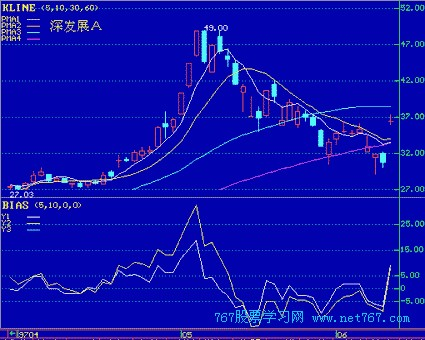 KLINE (5,10,30,60)
PMA1
PMA2
PMA3
PMA4
深发展A
52.00
49.00
47.00
42.00
37.00
32.00
27.00
27.03
BIAS (5,10,0,0)
Y1
Y2
Y3
25.00
15.00
5.00
-5.00
767股票学习网 www.net767.com
9704
05
06